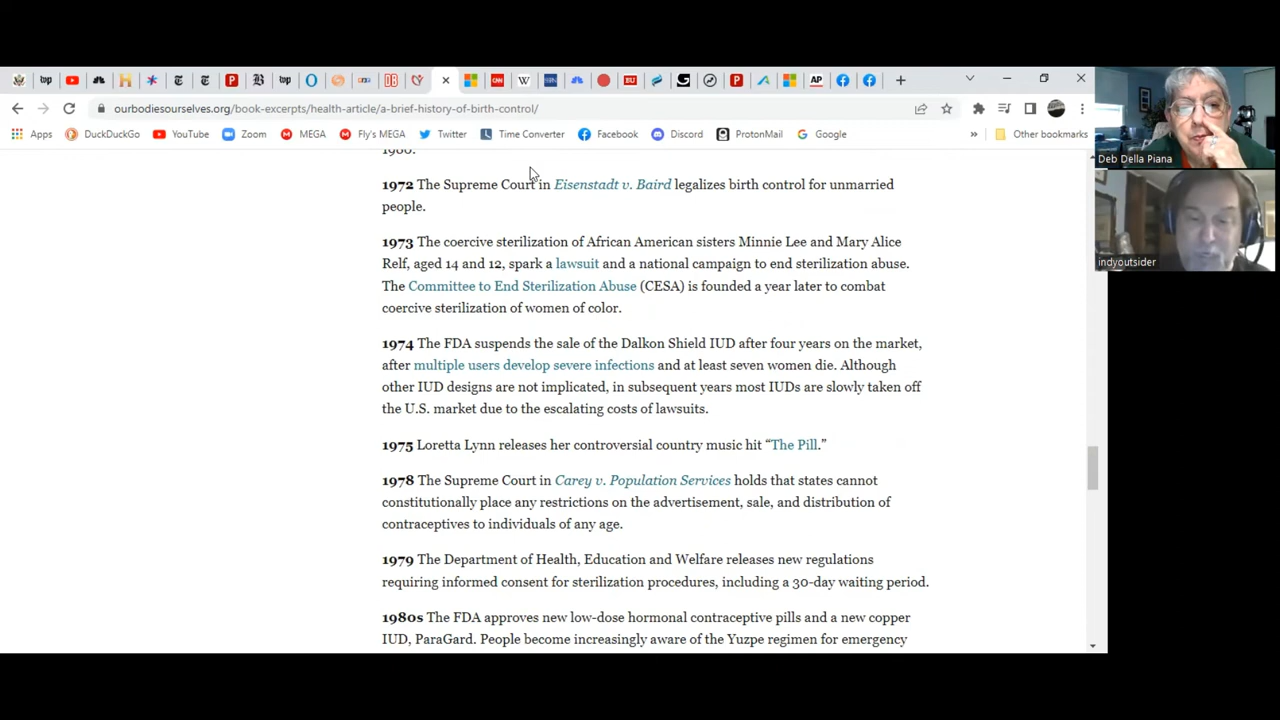 ourbodiesourselves.org/book-excerpts/health-article/a-brief-history-of-birth-control/
Apps DuckDuckGo YouTube Zoom MEGA Fly's MEGA Twitter Time Converter Facebook Discord ProtonMail Google » Other bookmarks
Deb Della Piana
indyoutsider
1972 The Supreme Court in Eisenstadt v. Baird legalizes birth control for unmarried
people.
1973 The coercive sterilization of African American sisters Minnie Lee and Mary Alice
Relf, aged 14 and 12, spark a lawsuit and a national campaign to end sterilization abuse.
The Committee to End Sterilization Abuse (CESA) is founded a year later to combat
coercive sterilization of women of color.
1974 The FDA suspends the sale of the Dalkon Shield IUD after four years on the market,
after multiple users develop severe infections and at least seven women die. Although
other IUD designs are not implicated, in subsequent years most IUDs are slowly taken off
the U.S. market due to the escalating costs of lawsuits.
1975 Loretta Lynn releases her controversial country music hit “The Pill.”
1978 The Supreme Court in Carey v. Population Services holds that states cannot
constitutionally place any restrictions on the advertisement, sale, and distribution of
contraceptives to individuals of any age.
1979 The Department of Health, Education and Welfare releases new regulations
requiring informed consent for sterilization procedures, including a 30-day waiting period.
1980s The FDA approves new low-dose hormonal contraceptive pills and a new copper
IUD, ParaGard. People become increasingly aware of the Yuzpe regimen for emergency